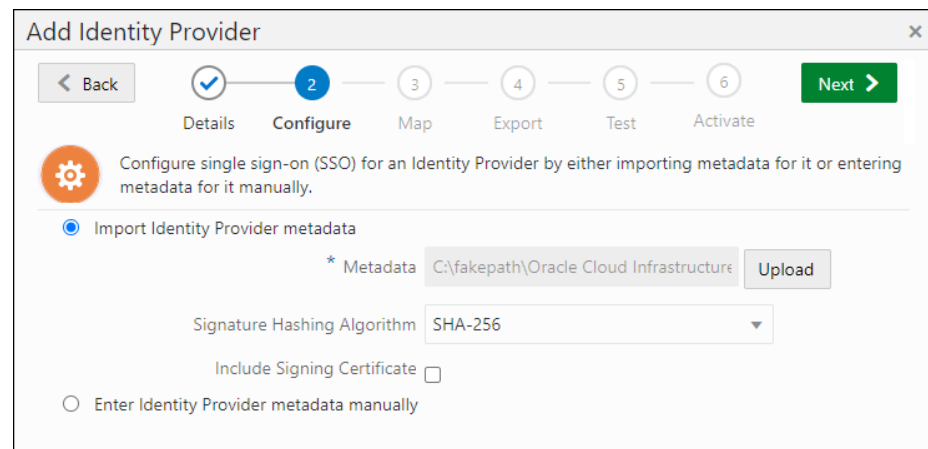 Add Identity Provider ×
Back 2 3 4 5 6 Next
Details Configure Map Export Test Activate
Configure single sign-on (SSO) for an Identity Provider by either importing metadata for it or entering
metadata for it manually.
Import Identity Provider metadata
* Metadata C:\fakepath\Oracle Cloud Infrastructure Upload
Signature Hashing Algorithm SHA-256
Include Signing Certificate
Enter Identity Provider metadata manually